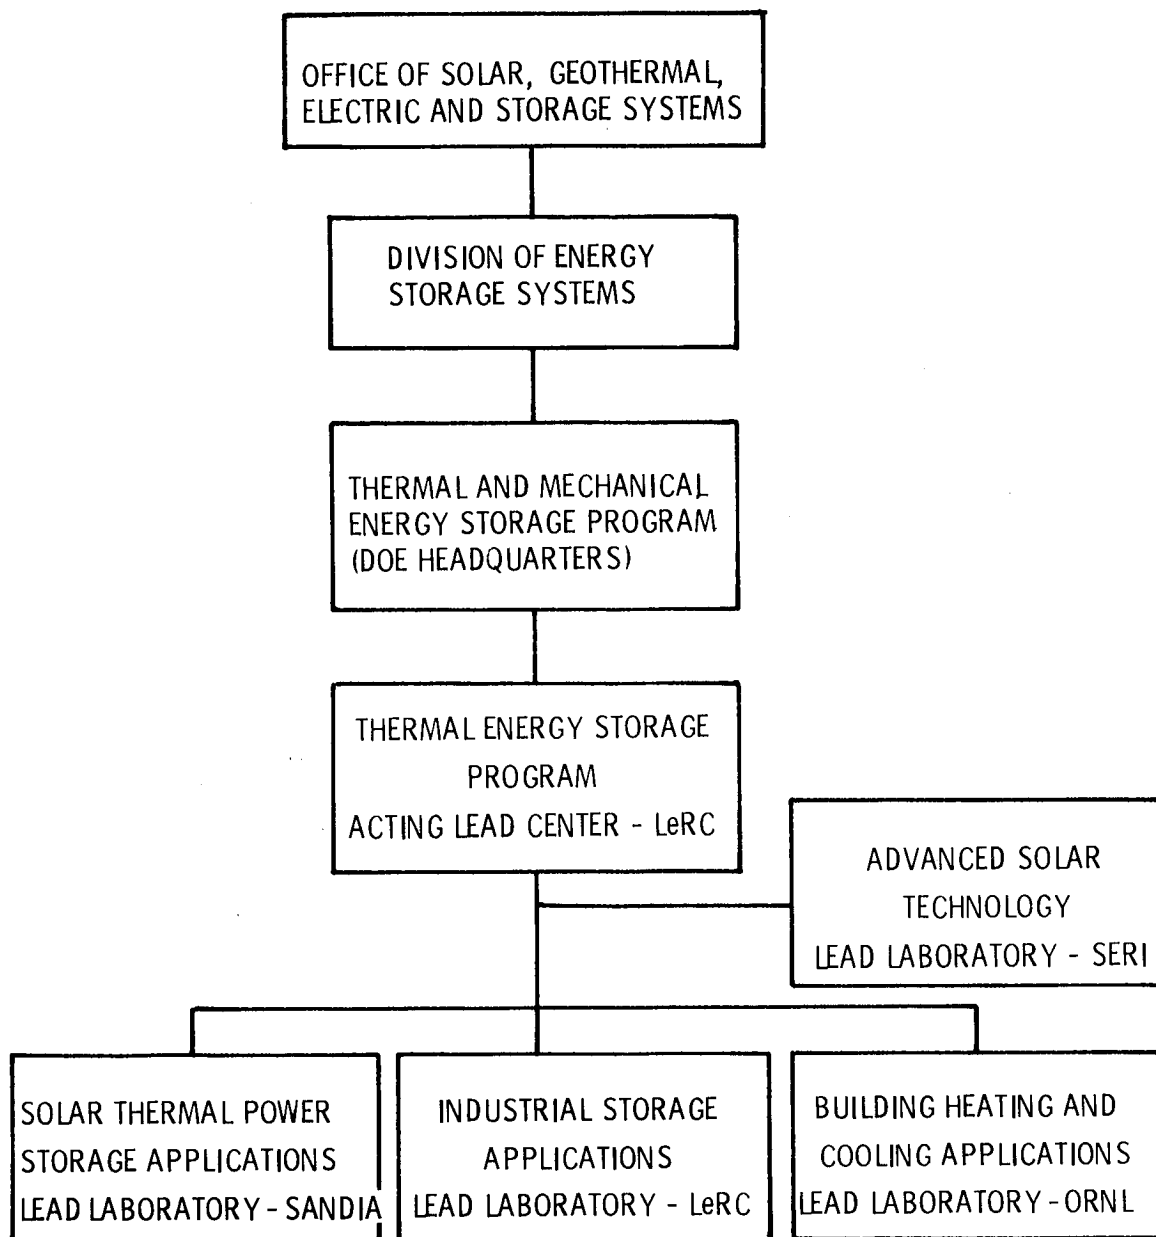 OFFICE OF SOLAR, GEOTHERMAL,
ELECTRIC AND STORAGE SYSTEMS
DIVISION OF ENERGY
STORAGE SYSTEMS
THERMAL AND MECHANICAL
ENERGY STORAGE PROGRAM
(DOE HEADQUARTERS)
THERMAL ENERGY STORAGE
PROGRAM
ACTING LEAD CENTER - LeRC
ADVANCED SOLAR
TECHNOLOGY
LEAD LABORATORY - SERI
SOLAR THERMAL POWER
STORAGE APPLICATIONS
LEAD LABORATORY - SANDIA
INDUSTRIAL STORAGE
APPLICATIONS
LEAD LABORATORY - LeRC
BUILDING HEATING AND
COOLING APPLICATIONS
LEAD LABORATORY - ORNL